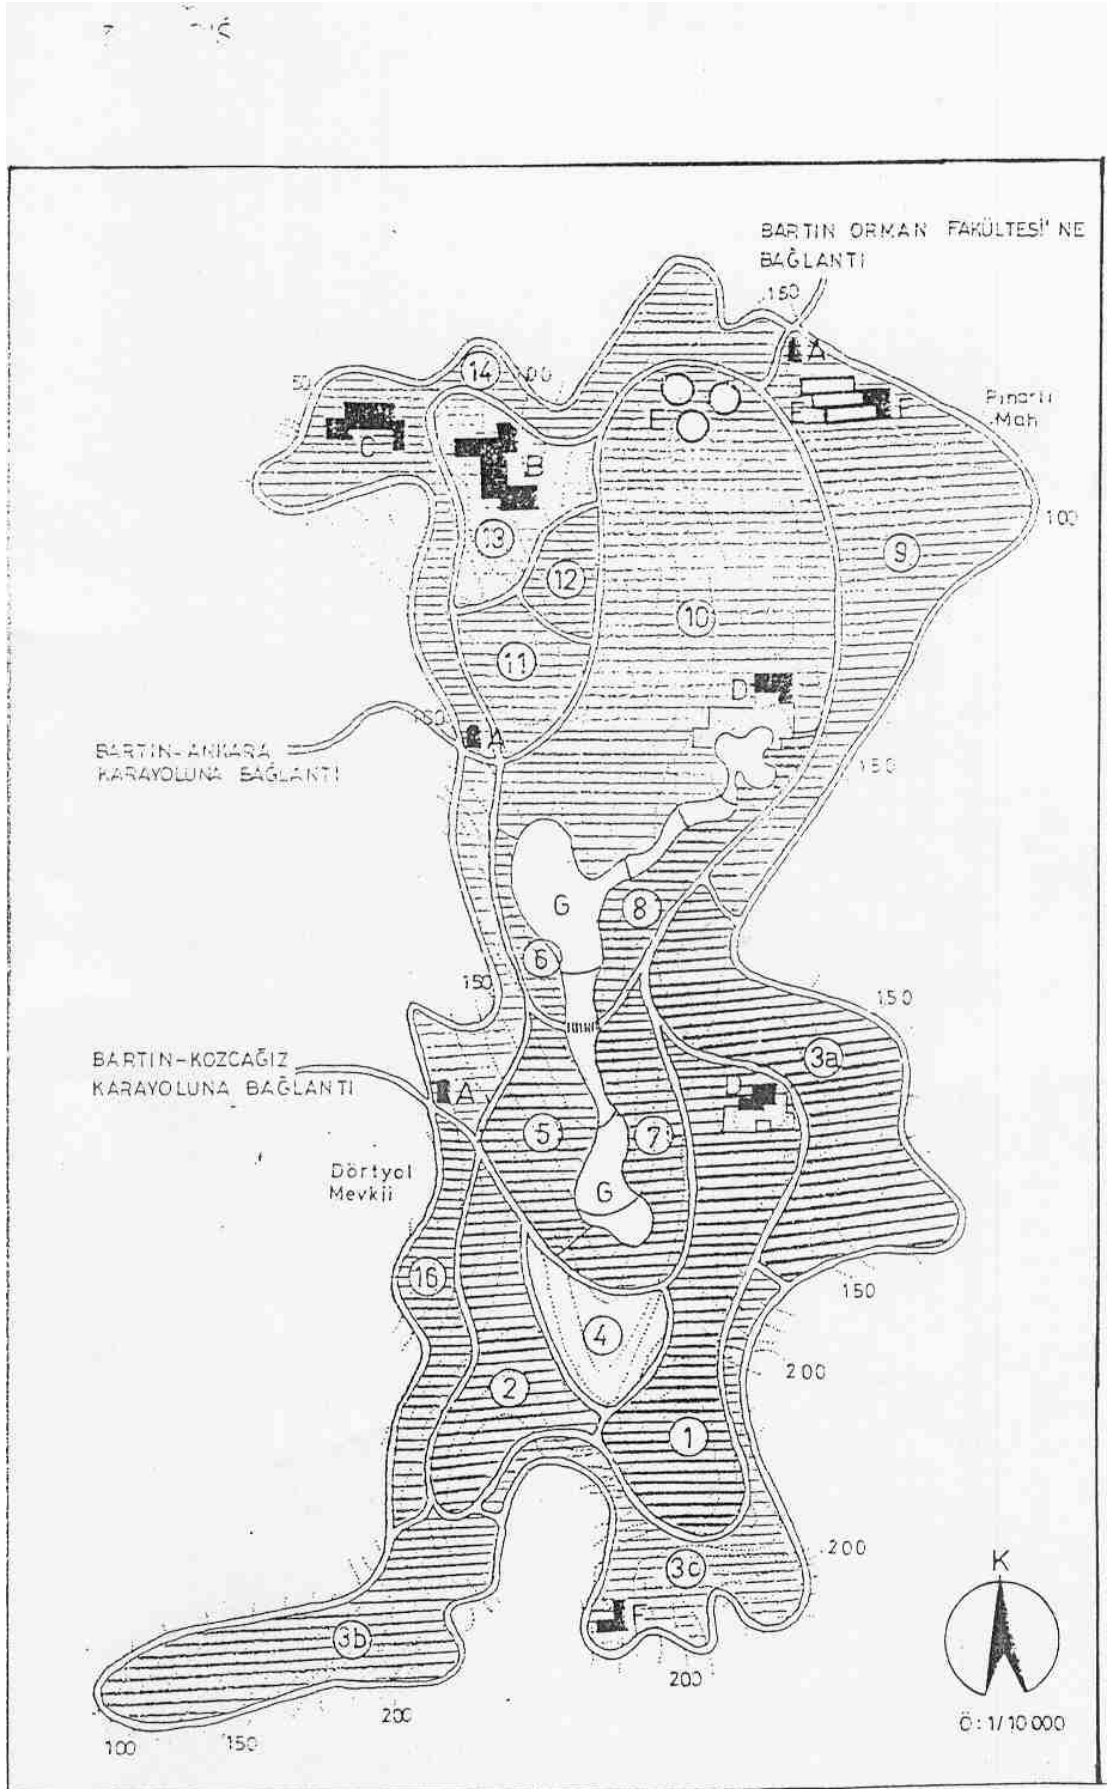 BARTIN ORMAN FAKÜLTESİ'NE
BAĞLANTI
150
A
14
50
Pınarlı
Mah
E
E
F
C
B
100
13
9
12
10
11
D
A
BARTIN-ANKARA
KARAYOLUNA BAĞLANTI
150
G
8
6
150
150
BARTIN-KOZCAĞIZ
KARAYOLUNA BAĞLANTI
3a
D
A
5
7
Dörtyol
Mevkii
G
16
150
4
200
2
1
200
K
3c
F
3b
200
200
Ö: 1/10 000
150
100